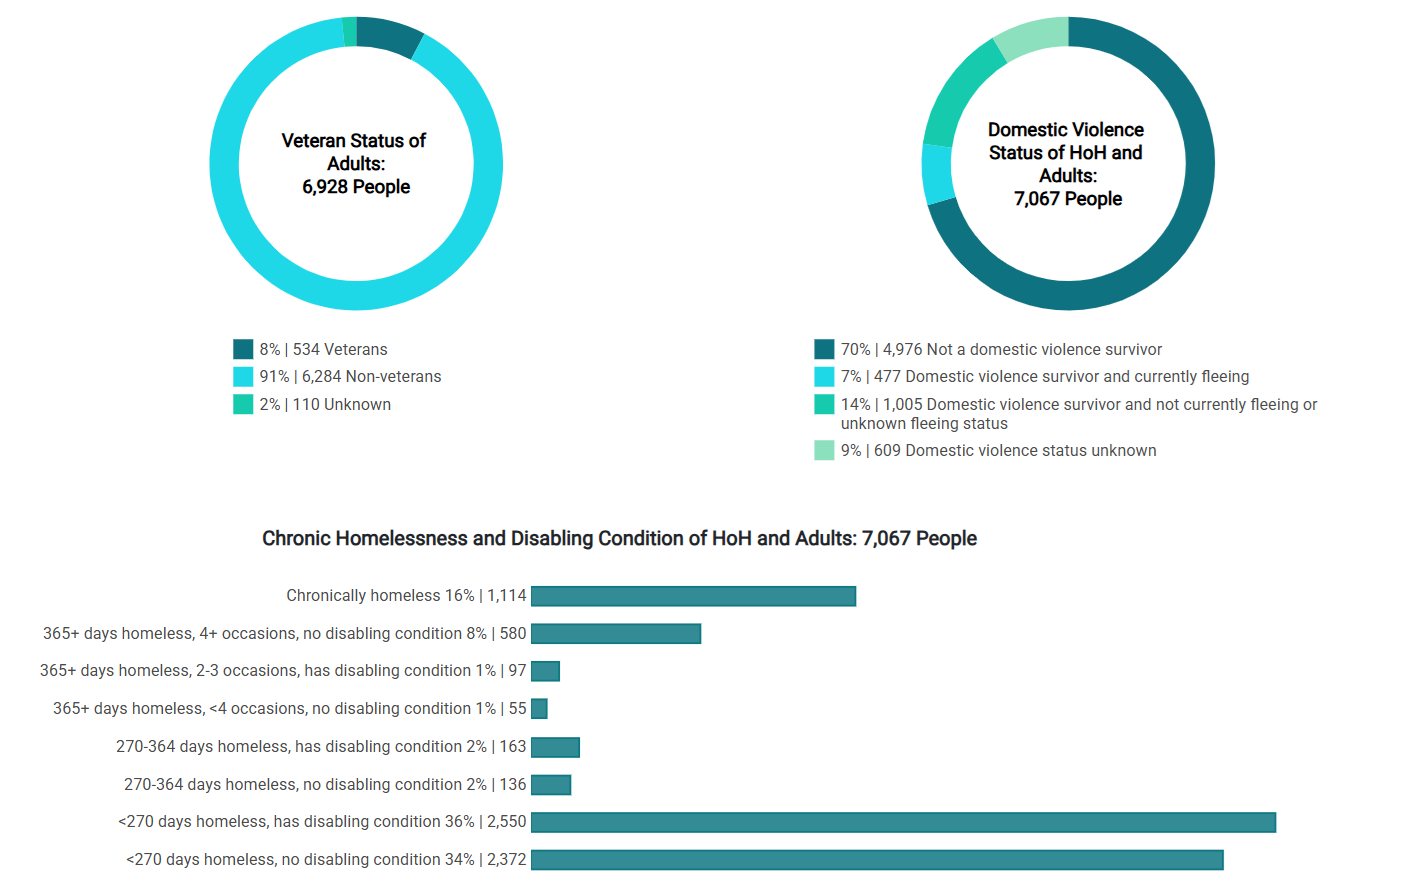 Veteran Status of
Adults:
6,928 People
8% | 534 Veterans
91% | 6,284 Non-veterans
2% | 110 Unknown
Domestic Violence
Status of HoH and
Adults:
7,067 People
70% | 4,976 Not a domestic violence survivor
7% | 477 Domestic violence survivor and currently fleeing
14% | 1,005 Domestic violence survivor and not currently fleeing or
unknown fleeing status
9% | 609 Domestic violence status unknown
Chronic Homelessness and Disabling Condition of HoH and Adults: 7,067 People
Chronically homeless 16% | 1,114
365+ days homeless, 4+ occasions, no disabling condition 8% | 580
365+ days homeless, 2-3 occasions, has disabling condition 1% | 97
365+ days homeless, <4 occasions, no disabling condition 1% | 55
270-364 days homeless, has disabling condition 2% | 163
270-364 days homeless, no disabling condition 2% | 136
<270 days homeless, has disabling condition 36% | 2,550
<270 days homeless, no disabling condition 34% | 2,372